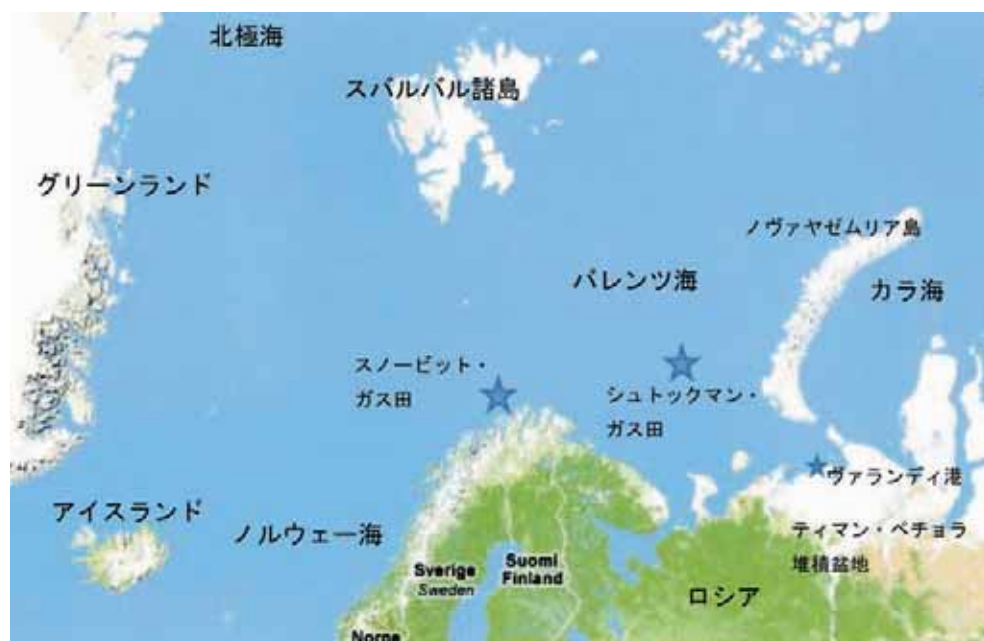 北極海
スバルバル諸島
グリーンランド
ノヴァヤゼムリア島
バレンツ海
カラ海
スノービット・
ガス田
シュトックマン・
ガス田
ヴァランディ港
アイスランド
ノルウェー海
ティマン・ペチョラ
堆積盆地
Suomi
Finland
Sverige
Sweden
ロシア
Norge